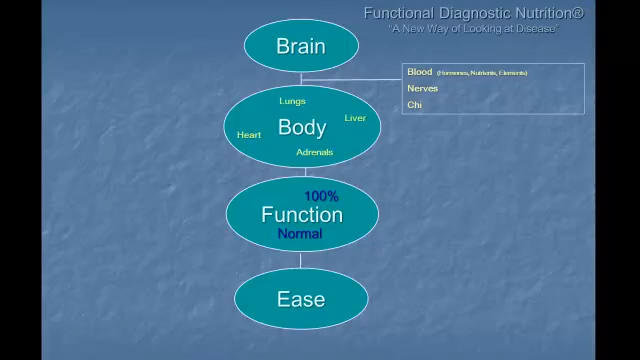 Functional Diagnostic Nutrition®
"A New Way of Looking at Disease"
Brain
Blood (Hormones, Nutrients, Elements)
Nerves
Chi
Lungs
Liver
Body
Heart
Adrenals
100%
Function
Normal
Ease